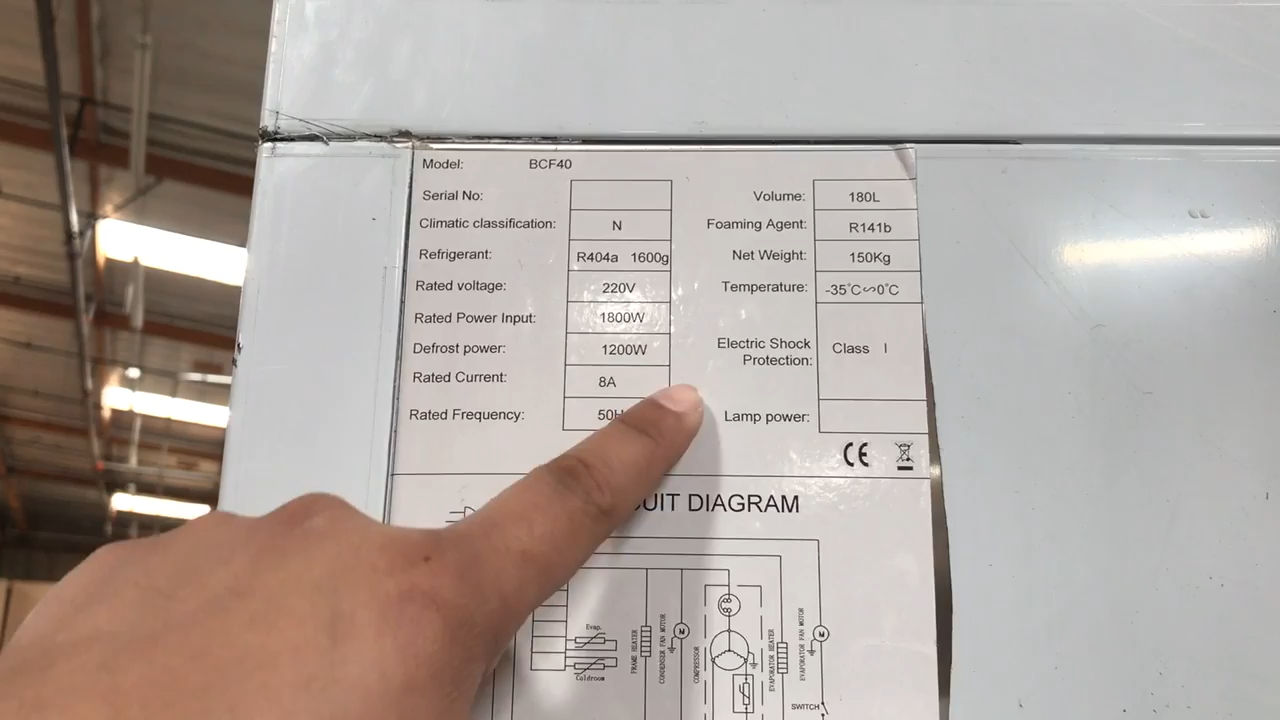 Model: BCF40
Serial No:
Climatic classification: N
Refrigerant: R404a 1600g
Rated voltage: 220V
Rated Power Input: 1800W
Defrost power: 1200W
Rated Current: 8A
Rated Frequency:
Volume: 180L
Foaming Agent: R141b
Net Weight: 150Kg
Temperature: -35°C∽0°C
Electric Shock
Protection: Class I
Lamp power:
CE
DIAGRAM
Evap.
Coldroom
FRAME HEATER
CONDENSER FAN MOTOR
M
COMPRESSOR
EVAPORATOR HEATER
EVAPORATOR FAN MOTOR
M
SWITCH